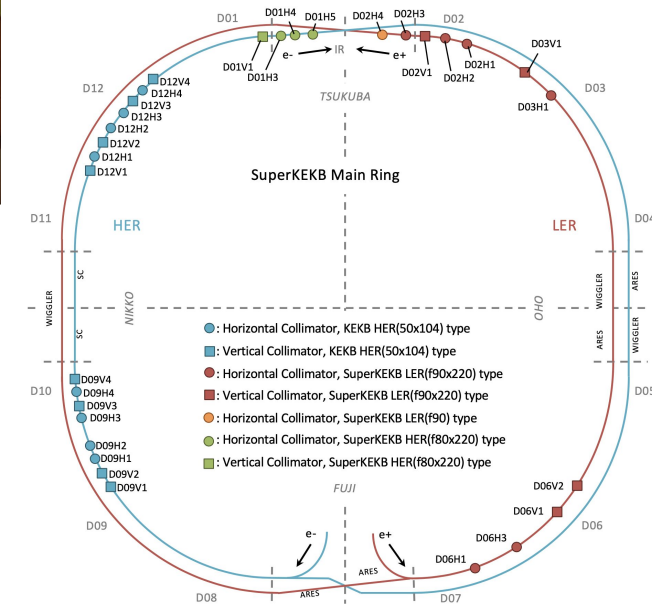 D01
D01H4
D01H5
D02H4
D02H3
D02
D01V1
D01H3
e-
IR
e+
D02V1
D02H2
D02H1
D03V1
D03H1
D03
TSUKUBA
D12
D12V4
D12H4
D12V3
D12H3
D12H2
D12V2
D12H1
D12V1
SuperKEKB Main Ring
D11
HER
LER
D04
WIGGLER
SC
SC
NIKKO
OHO
WIGGLER
ARES
ARES
WIGGLER
: Horizontal Collimator, KEKB HER(50x104) type
: Vertical Collimator, KEKB HER(50x104) type
: Horizontal Collimator, SuperKEKB LER(f90x220) type
: Vertical Collimator, SuperKEKB LER(f90x220) type
: Horizontal Collimator, SuperKEKB LER(f90) type
: Horizontal Collimator, SuperKEKB HER(f80x220) type
: Vertical Collimator, SuperKEKB HER(f80x220) type
D10
D05
D09V4
D09H4
D09V3
D09H3
D09H2
D09H1
D09V2
D09V1
FUJI
D06V2
D06V1
D06H3
D06H1
D06
D09
e-
e+
ARES
ARES
D08
D07